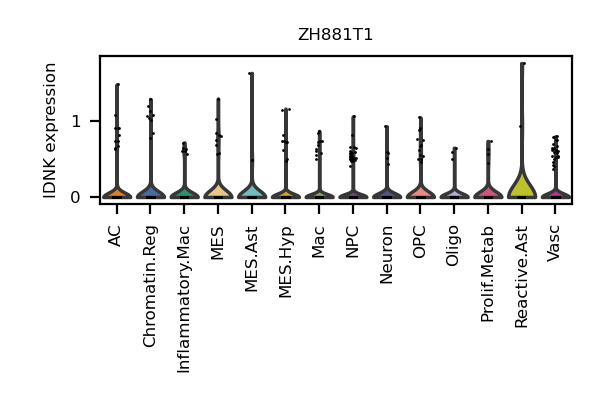 ZH881T1
IDNK expression
1
0
AC
Chromatin.Reg
Inflammatory.Mac
MES
MES.Ast
MES.Hyp
Mac
NPC
Neuron
OPC
Oligo
Prolif.Metab
Reactive.Ast
Vasc